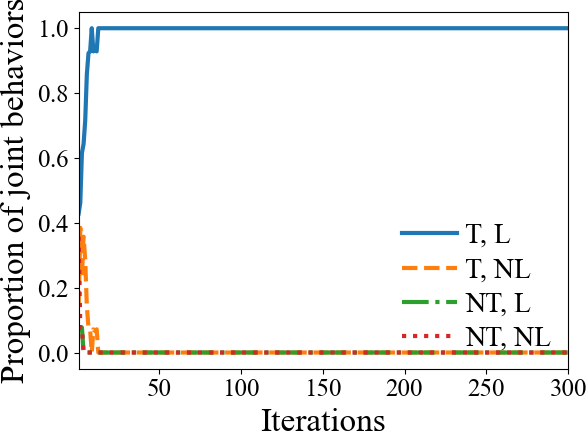 Proportion of joint behaviors
1.0
0.8
0.6
0.4
0.2
0.0
T, L
T, NL
NT, L
NT, NL
50 100 150 200 250 300
Iterations